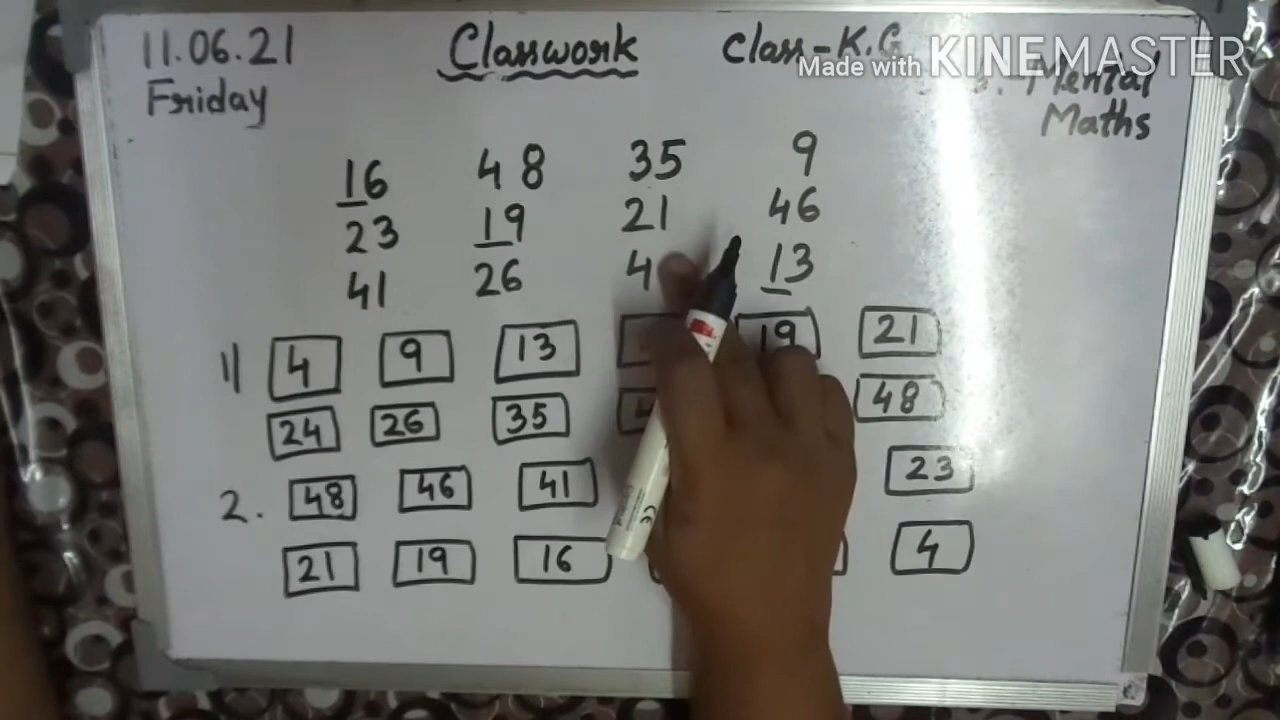 11.06.21 Classwork Class-K.G
Made with KINEMASTER
Friday Mental
Maths
16 48 35 9
23 19 21 46
41 26 4 13
1) 4 9 13 19 21
24 26 35 48
2. 48 46 41 23
21 19 16 4